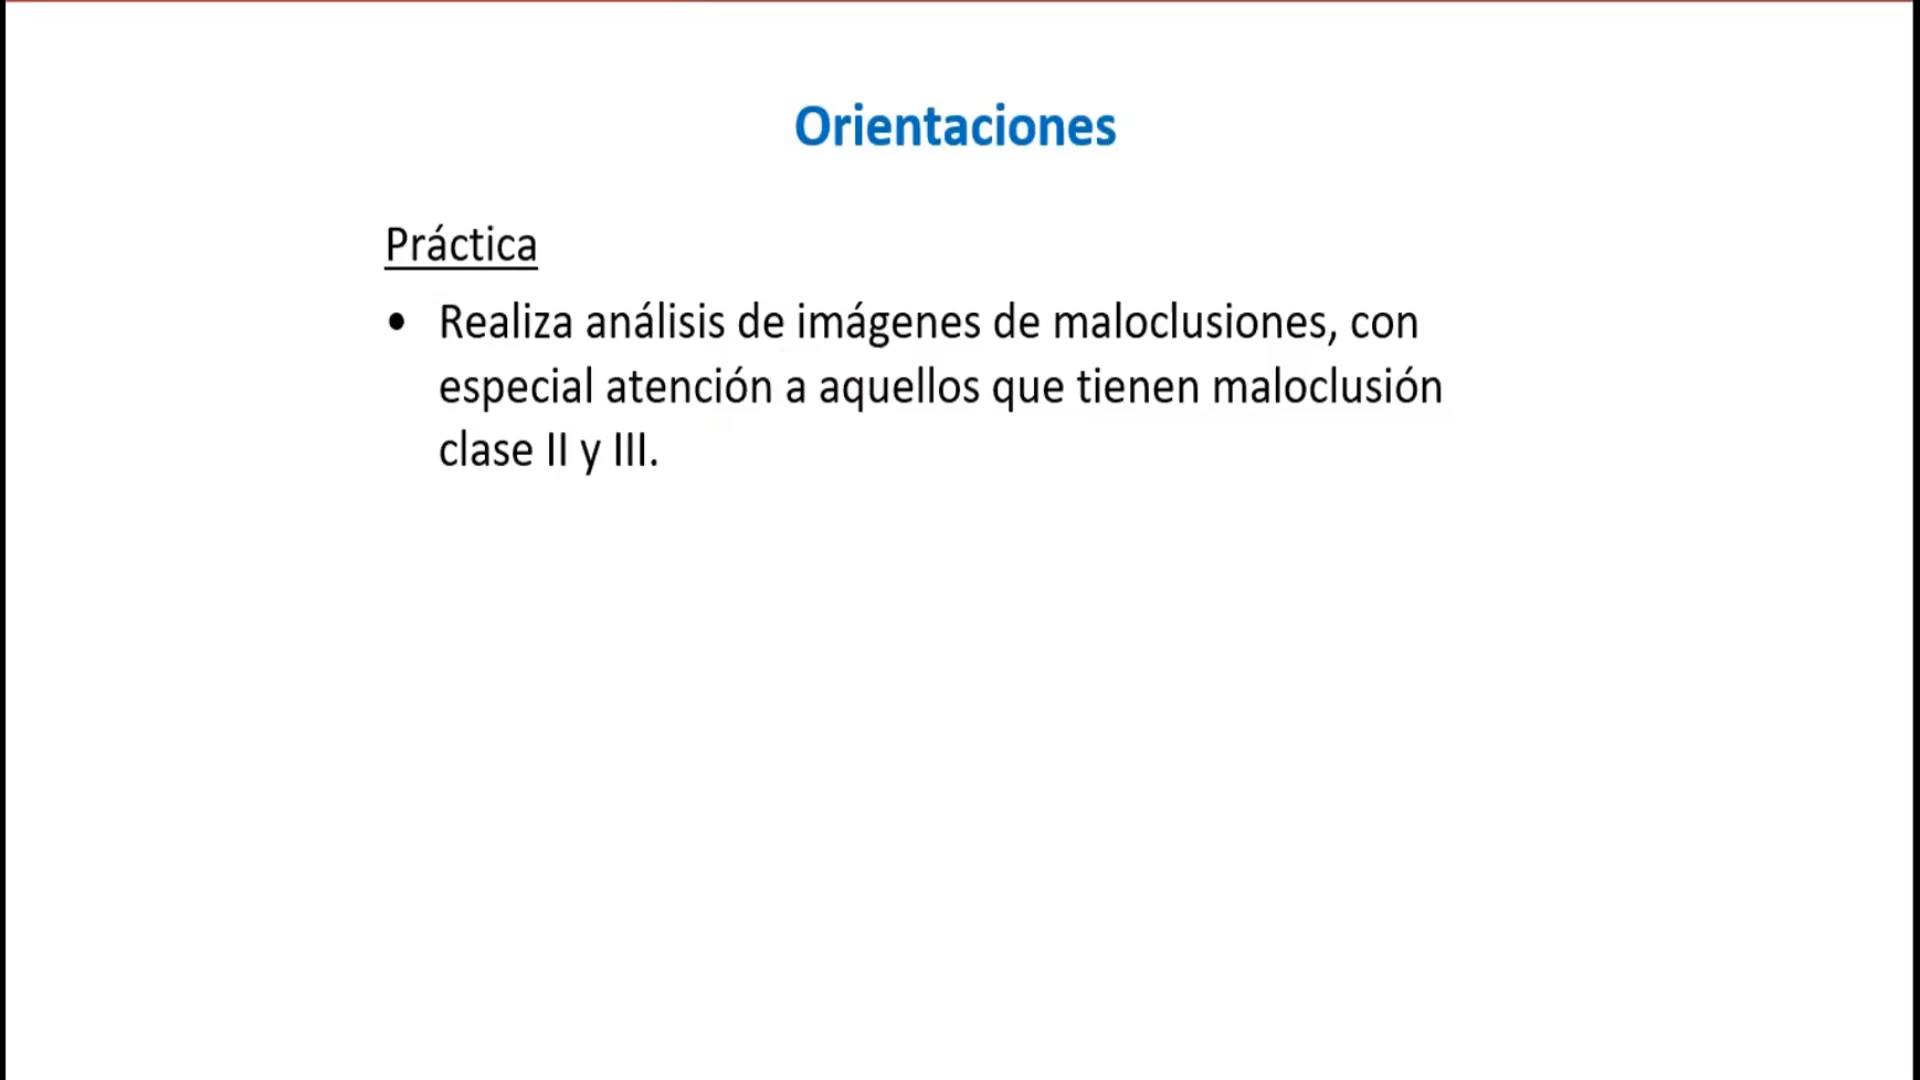 Orientaciones
Práctica
• Realiza análisis de imágenes de maloclusiones, con
especial atención a aquellos que tienen maloclusión
clase II y III.